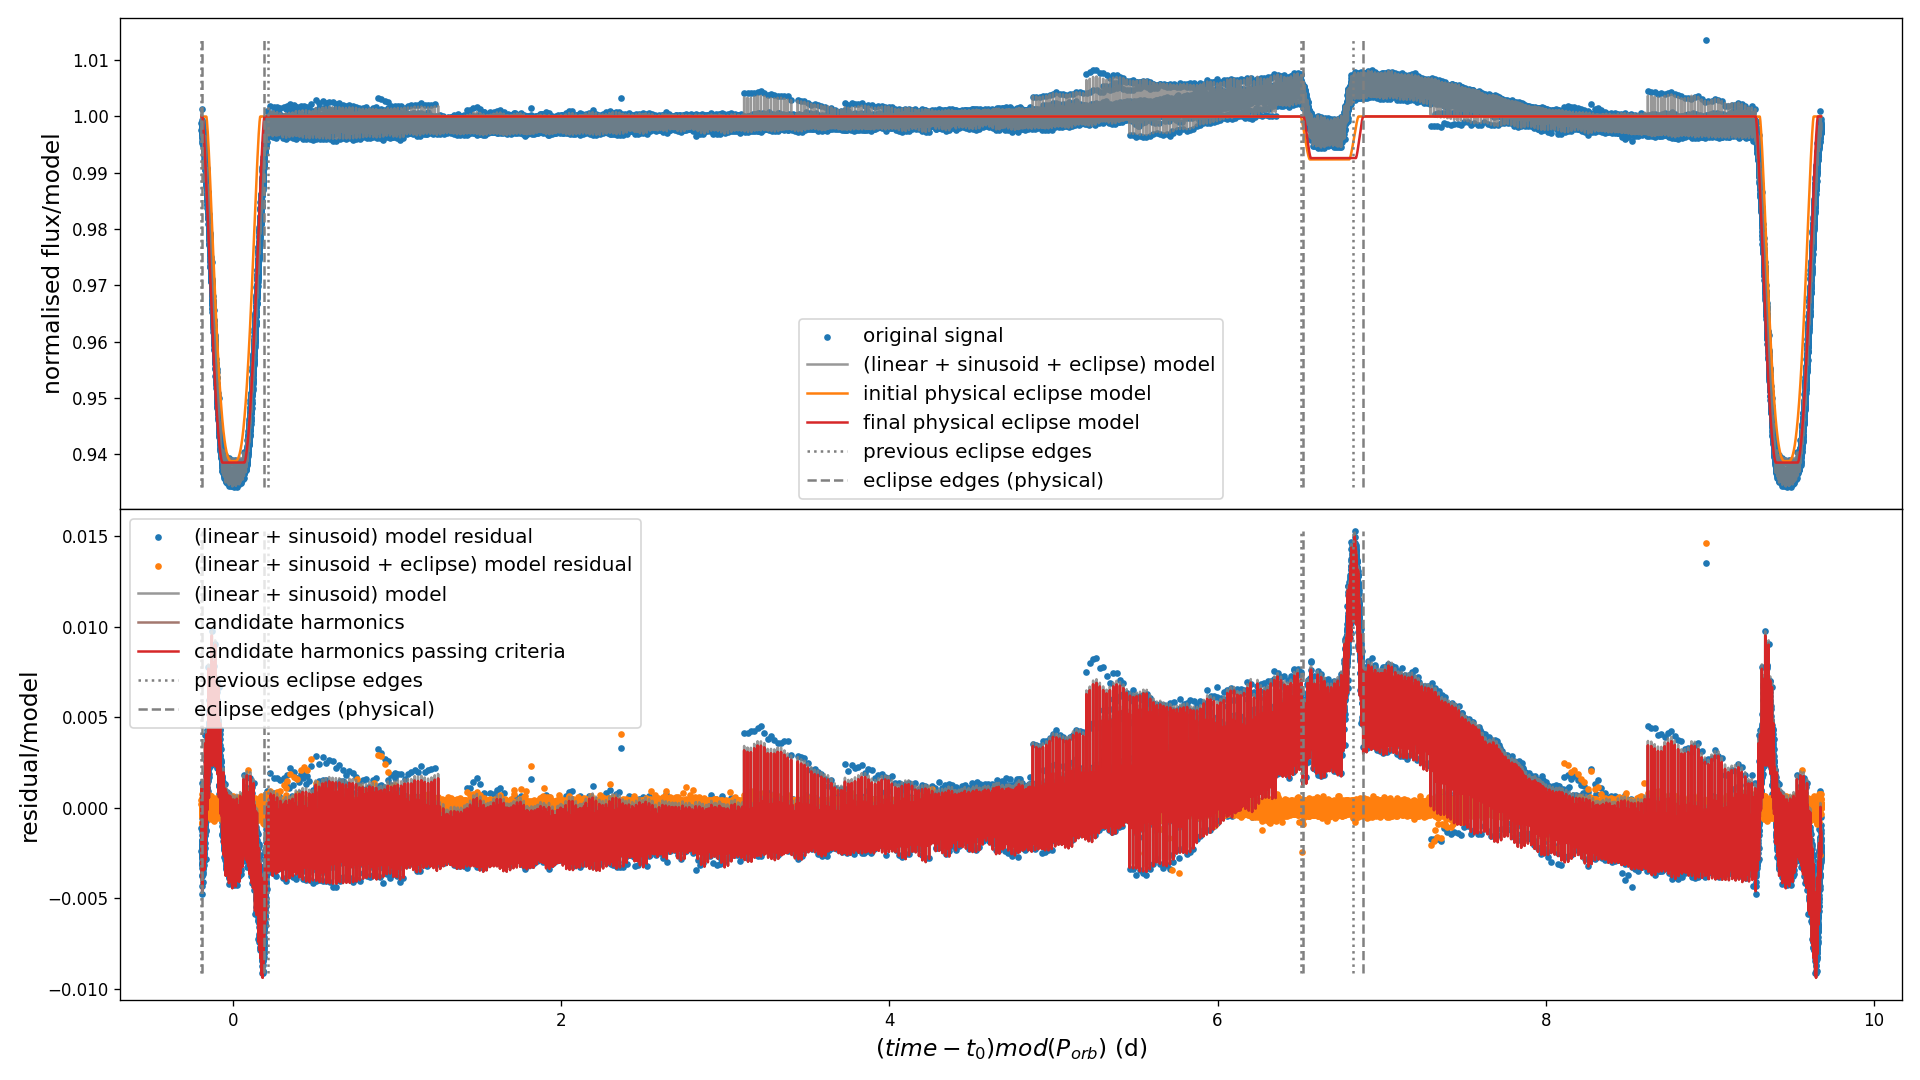 normalised flux/model
1.01
1.00
0.99
0.98
0.97
0.96
0.95
0.94
original signal
(linear + sinusoid + eclipse) model
initial physical eclipse model
final physical eclipse model
previous eclipse edges
eclipse edges (physical)
residual/model
0.015
0.010
0.005
0.000
−0.005
−0.010
(linear + sinusoid) model residual
(linear + sinusoid + eclipse) model residual
(linear + sinusoid) model
candidate harmonics
candidate harmonics passing criteria
previous eclipse edges
eclipse edges (physical)
0 2 4 6 8 10
(time − t₀)mod(P_{orb}) (d)